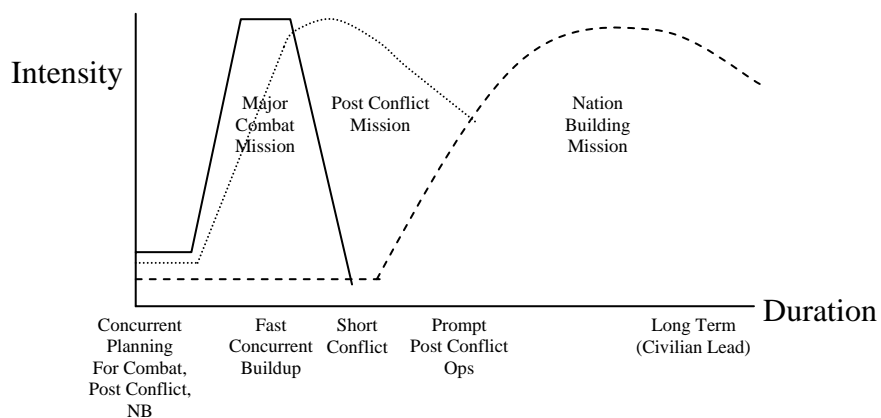 Intensity
Major
Combat
Mission
Post Conflict
Mission
Nation
Building
Mission
Duration
Concurrent
Planning
For Combat,
Post Conflict,
NB
Fast
Concurrent
Buildup
Short
Conflict
Prompt
Post Conflict
Ops
Long Term
(Civilian Lead)